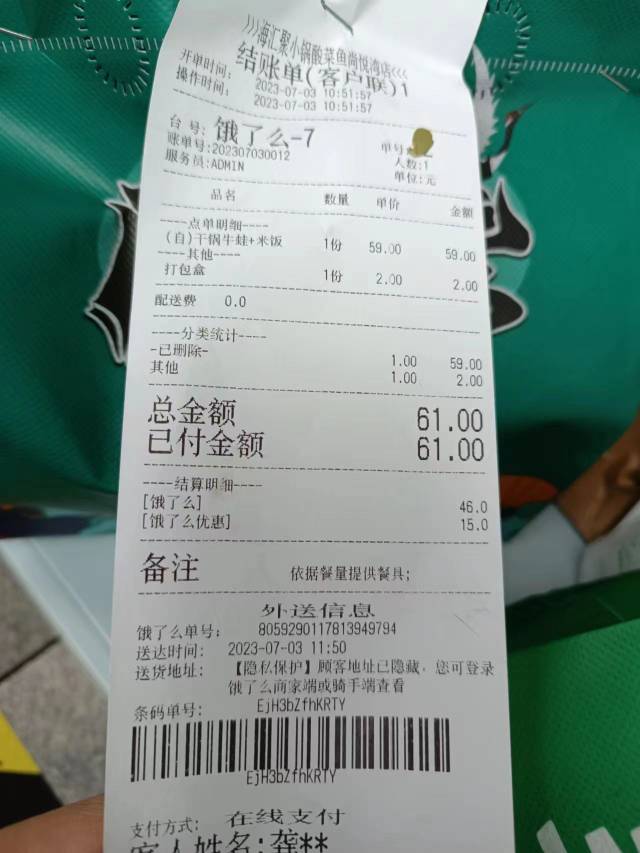 》》海汇聚小锅酸菜鱼尚悦湾店《《
结账单(客户联)1
开单时间: 2023-07-03 10:51:57
操作时间: 2023-07-03 10:51:57
台号: 饿了么-7 单号
账单号:202307030012 人数:1
服务员:ADMIN 单位:元
品名 数量 单价 金额
----点单明细----
(自)干锅牛蛙+米饭 1份 59.00 59.00
----其他----
打包盒 1份 2.00 2.00
配送费 0.0
----分类统计----
-已删除- 1.00 59.00
其他 1.00 2.00
总金额 61.00
已付金额 61.00
----结算明细----
[饿了么] 46.0
[饿了么优惠] 15.0
备注 依据餐量提供餐具;
外送信息
饿了么单号: 8059290117813949794
送达时间: 2023-07-03 11:50
送货地址: 【隐私保护】顾客地址已隐藏, 您可登录
饿了么商家端或骑手端查看
条码单号: EjH3bZfhKRTY
EjH3bZfhKRTY
支付方式: 在线支付
客人姓名:龚**